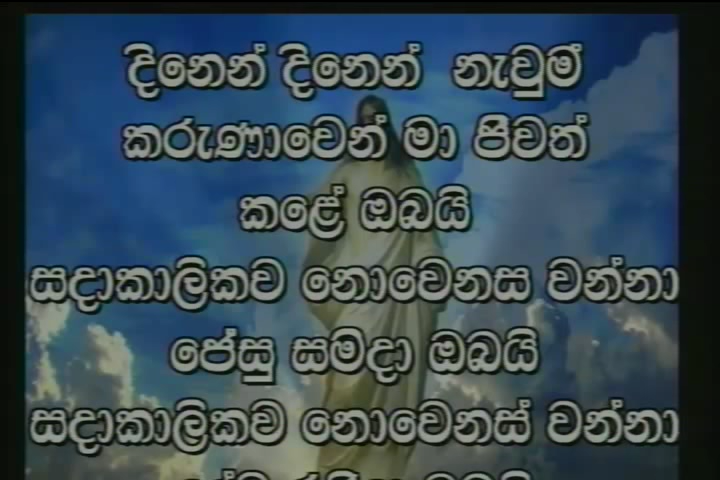 දිනෙන් දිනෙන් නැවුම්
කරුණාවෙන් මා පිවත්
කළේ ඔබයි
සදාකාලිකව නොවෙනස වන්නා
ජේසු සමදා ඔබයි
සදාකාලිකව නොවෙනස් වන්නා